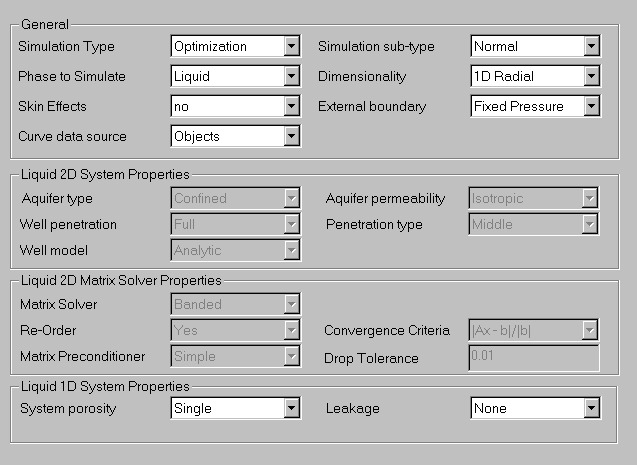 General
Simulation Type Optimization Simulation sub-type Normal
Phase to Simulate Liquid Dimensionality 1D Radial
Skin Effects no External boundary Fixed Pressure
Curve data source Objects
Liquid 2D System Properties
Aquifer type Confined Aquifer permeability Isotropic
Well penetration Full Penetration type Middle
Well model Analytic
Liquid 2D Matrix Solver Properties
Matrix Solver Banded
Re-Order Yes Convergence Criteria |Ax - b|/|b|
Matrix Preconditioner Simple Drop Tolerance 0.01
Liquid 1D System Properties
System porosity Single Leakage None